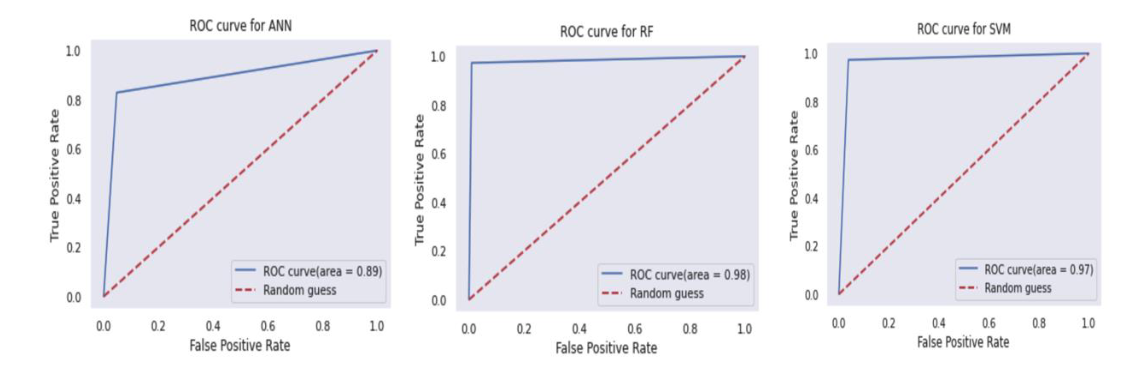 ROC curve for ANN
True Positive Rate
1.0
0.8
0.6
0.4
0.2
0.0
ROC curve(area = 0.89)
Random guess
0.0 0.2 0.4 0.6 0.8 1.0
False Positive Rate
ROC curve for RF
True Positive Rate
1.0
0.8
0.6
0.4
0.2
0.0
ROC curve(area = 0.98)
Random guess
0.0 0.2 0.4 0.6 0.8 1.0
False Positive Rate
ROC curve for SVM
True Positive Rate
1.0
0.8
0.6
0.4
0.2
0.0
ROC curve(area = 0.97)
Random guess
0.0 0.2 0.4 0.6 0.8 1.0
False Positive Rate